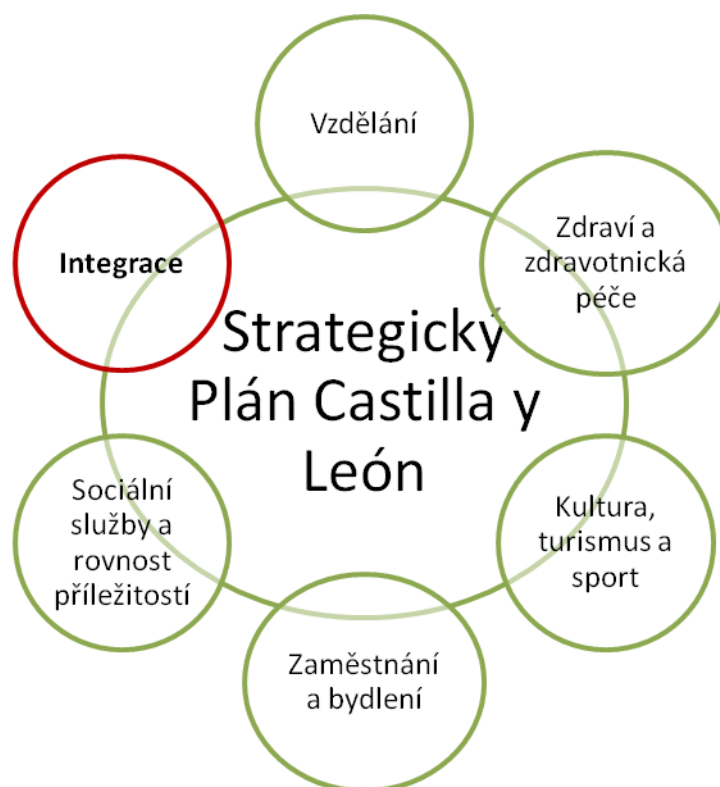 Vzdělání
Zdraví a
zdravotnická
péče
Integrace
Strategický
Plán Castilla y
León
Sociální
služby a
rovnost
příležitostí
Kultura,
turismus a
sport
Zaměstnání
a bydlení